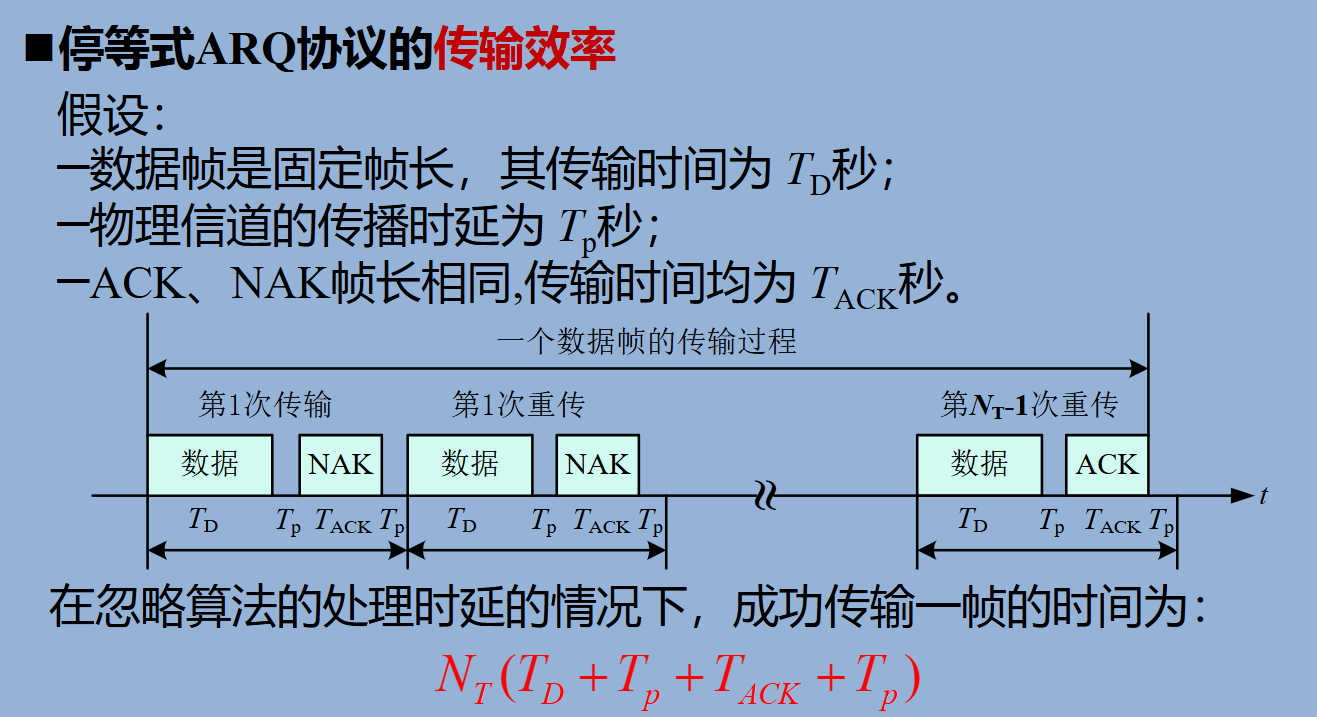 ■停等式ARQ协议的传输效率
假设：
−数据帧是固定帧长，其传输时间为 TD秒；
−物理信道的传播时延为 Tp秒；
−ACK、NAK帧长相同,传输时间均为 TACK秒。
一个数据帧的传输过程
第1次传输 第1次重传 第NT-1次重传
数据 NAK 数据 NAK 数据 ACK
t
TD Tp TACK Tp TD Tp TACK Tp TD Tp TACK Tp
在忽略算法的处理时延的情况下，成功传输一帧的时间为：
NT(TD+Tp+TACK+Tp)